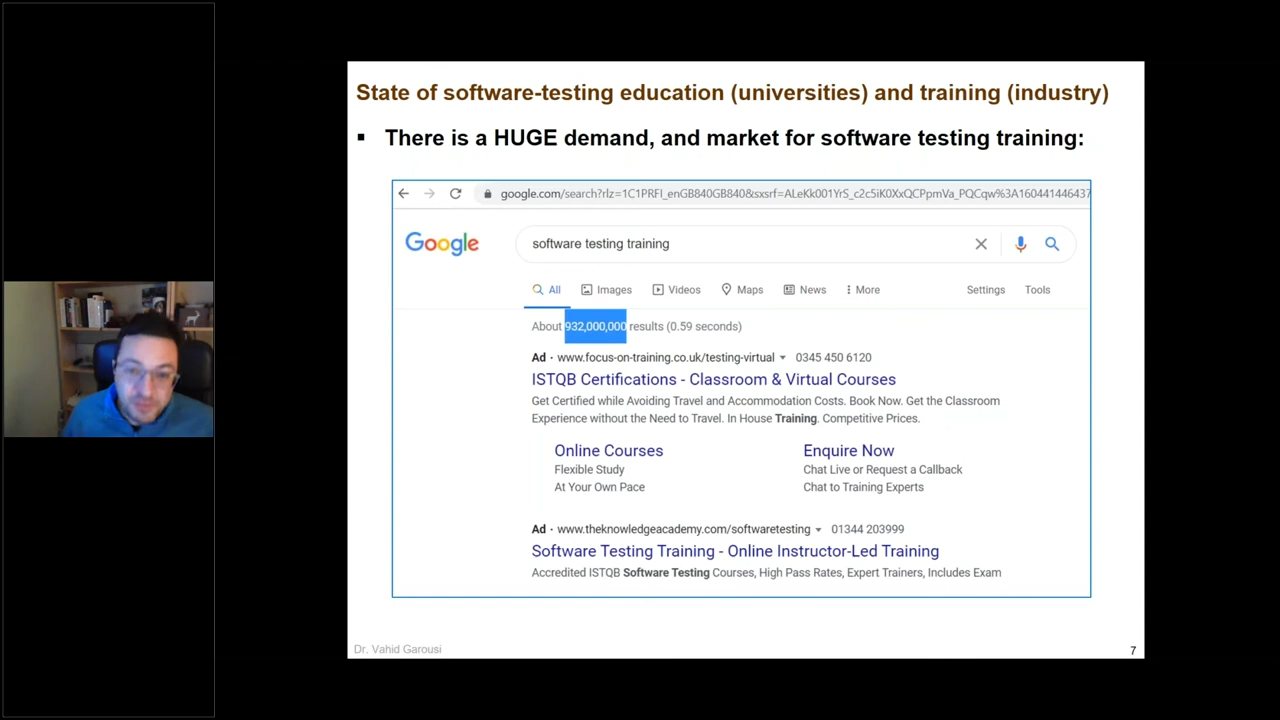 State of software-testing education (universities) and training (industry)
▪ There is a HUGE demand, and market for software testing training:
google.com/search?rlz=1C1PRFI_enGB840GB840&sxsrf=ALeKk001YrS_c2c5iK0XxQCPpmVa_PQCqw%3A160441446437
Google software testing training
All Images Videos Maps News More Settings Tools
About 932,000,000 results (0.59 seconds)
Ad · www.focus-on-training.co.uk/testing-virtual 0345 450 6120
ISTQB Certifications - Classroom & Virtual Courses
Get Certified while Avoiding Travel and Accommodation Costs. Book Now. Get the Classroom
Experience without the Need to Travel. In House Training. Competitive Prices.
Online Courses Enquire Now
Flexible Study Chat Live or Request a Callback
At Your Own Pace Chat to Training Experts
Ad · www.theknowledgeacademy.com/softwaretesting 01344 203999
Software Testing Training - Online Instructor-Led Training
Accredited ISTQB Software Testing Courses, High Pass Rates, Expert Trainers, Includes Exam
Dr. Vahid Garousi 7